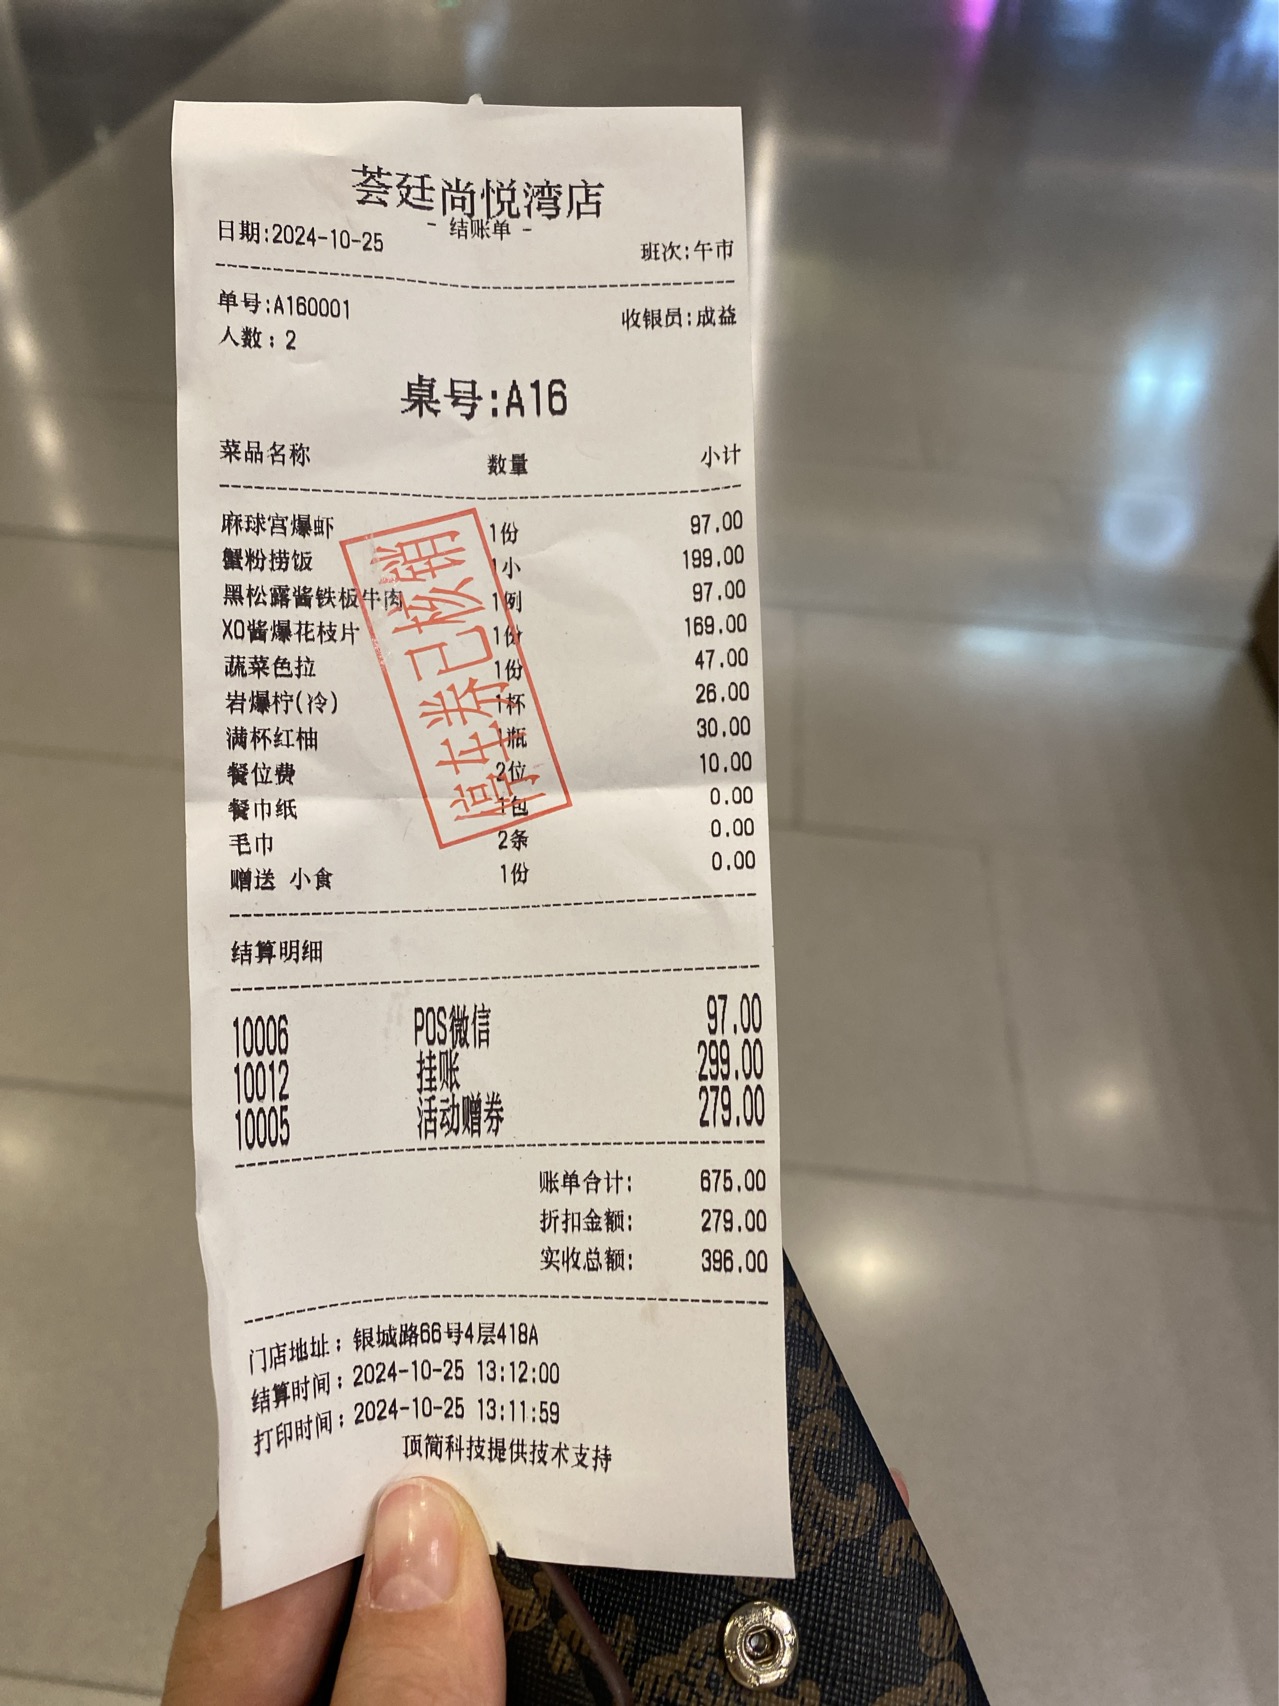 荟廷尚悦湾店
- 结账单 -
日期:2024-10-25 班次:午市
单号:A160001 收银员:成益
人数: 2
桌号:A16
菜品名称 数量 小计
麻球宫爆虾 1份 97.00
蟹粉捞饭 1小 199.00
黑松露酱铁板牛肉 1例 97.00
XO酱爆花枝片 1份 169.00
蔬菜色拉 1份 47.00
岩爆柠(冷) 1杯 26.00
满杯红柚 1瓶 30.00
餐位费 2位 10.00
餐巾纸 1包 0.00
毛巾 2条 0.00
赠送 小食 1份 0.00
停车券已核销
结算明细
10006 POS微信 97.00
10012 挂账 299.00
10005 活动赠券 279.00
账单合计: 675.00
折扣金额: 279.00
实收总额: 396.00
门店地址: 银城路66号4层418A
结算时间: 2024-10-25 13:12:00
打印时间: 2024-10-25 13:11:59
顶简科技提供技术支持